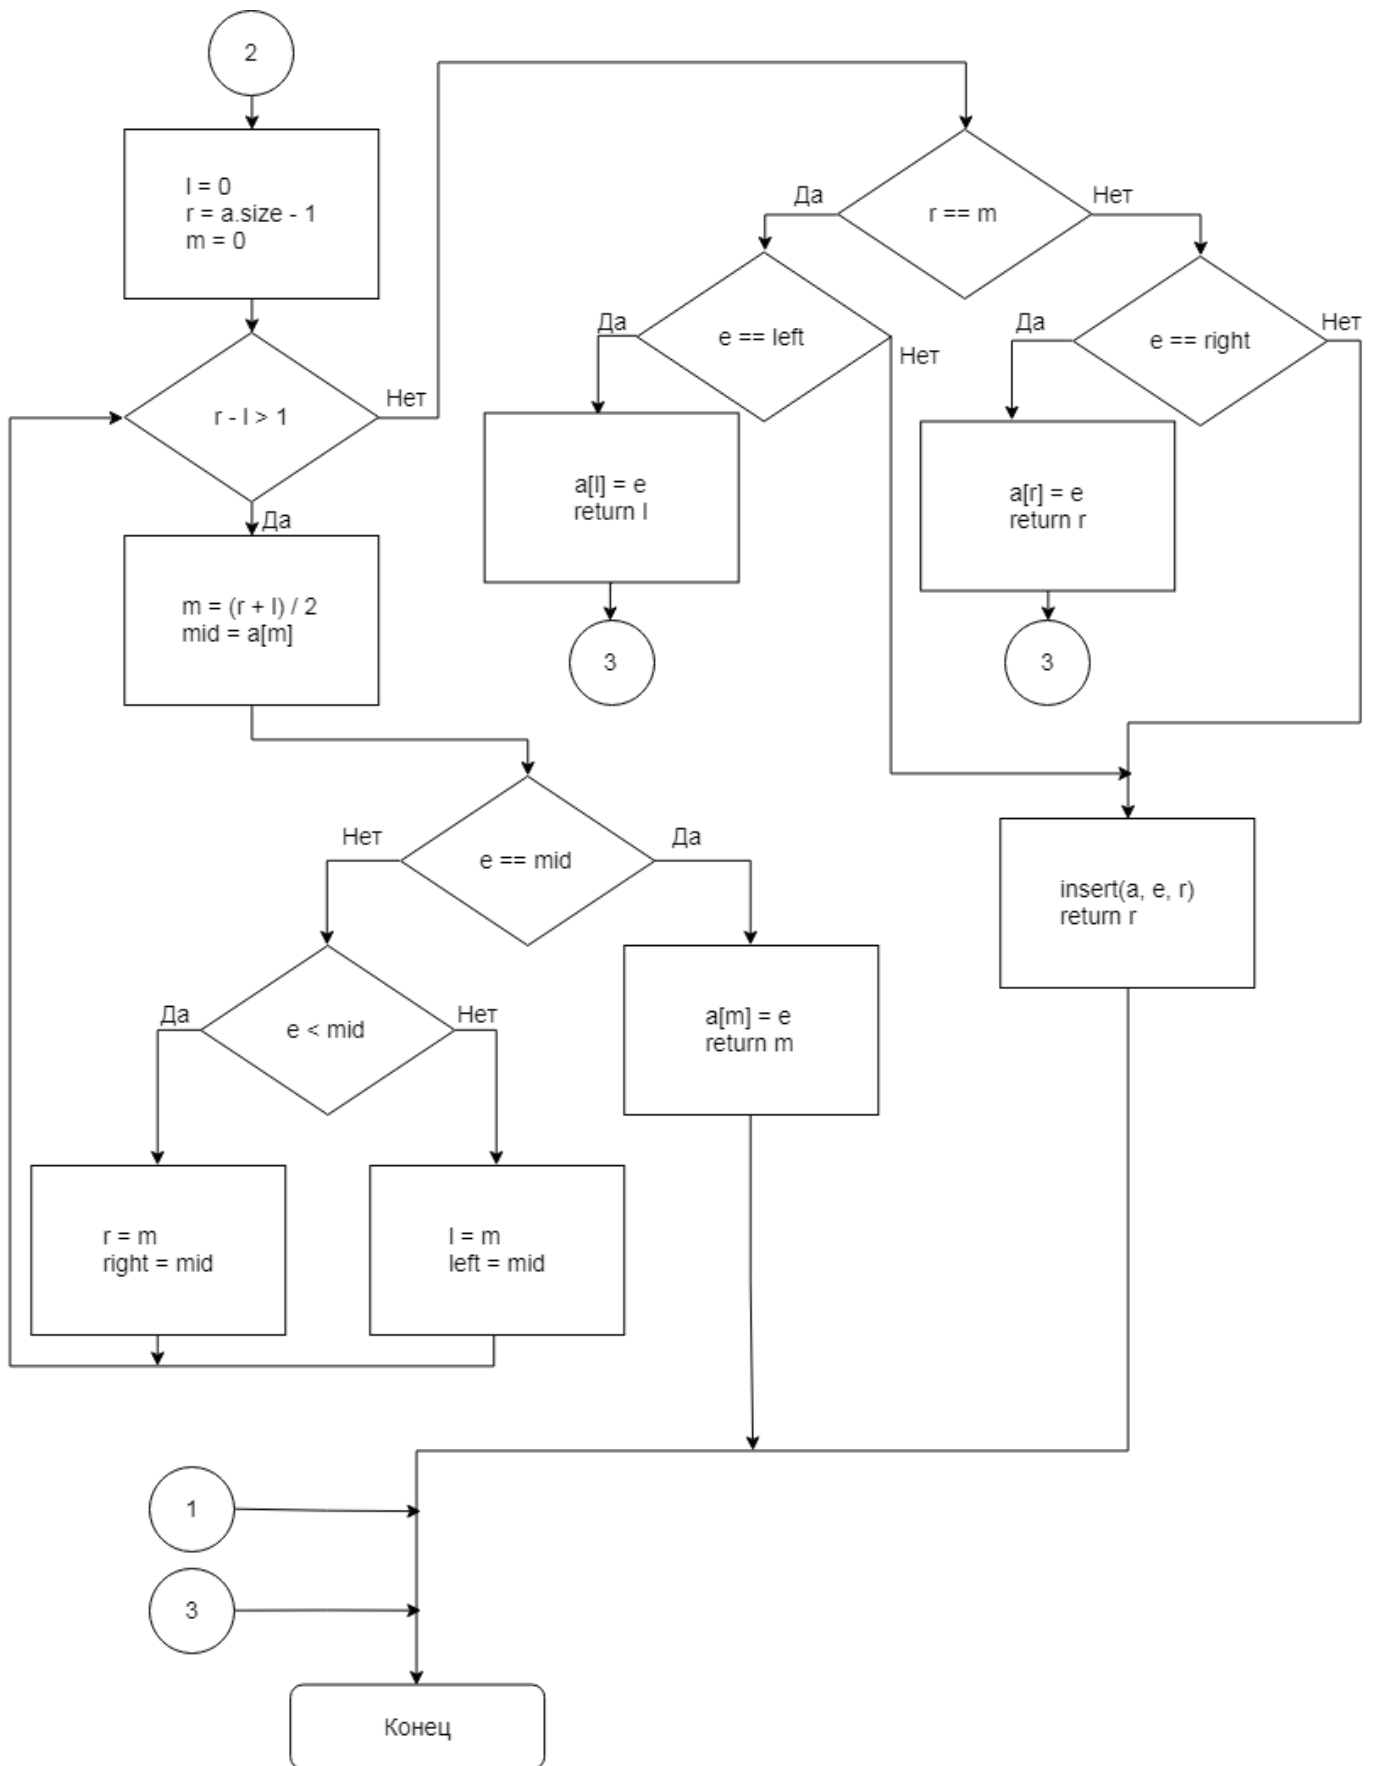 2
l = 0
r = a.size - 1
m = 0
r - l > 1
Нет
Да
m = (r + l) / 2
mid = a[m]
r == m
Да
Нет
e == left
Да
Нет
e == right
Да
Нет
a[l] = e
return l
a[r] = e
return r
3
3
e == mid
Нет
Да
e < mid
Да
Нет
a[m] = e
return m
insert(a, e, r)
return r
r = m
right = mid
l = m
left = mid
1
3
Конец